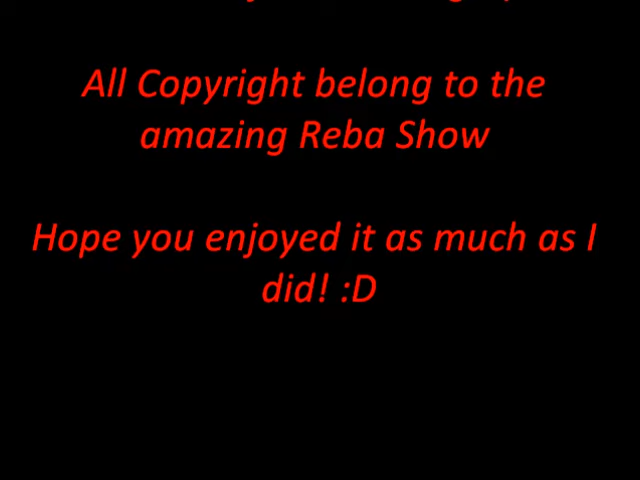 All Copyright belong to the
amazing Reba Show
Hope you enjoyed it as much as I
did! :D